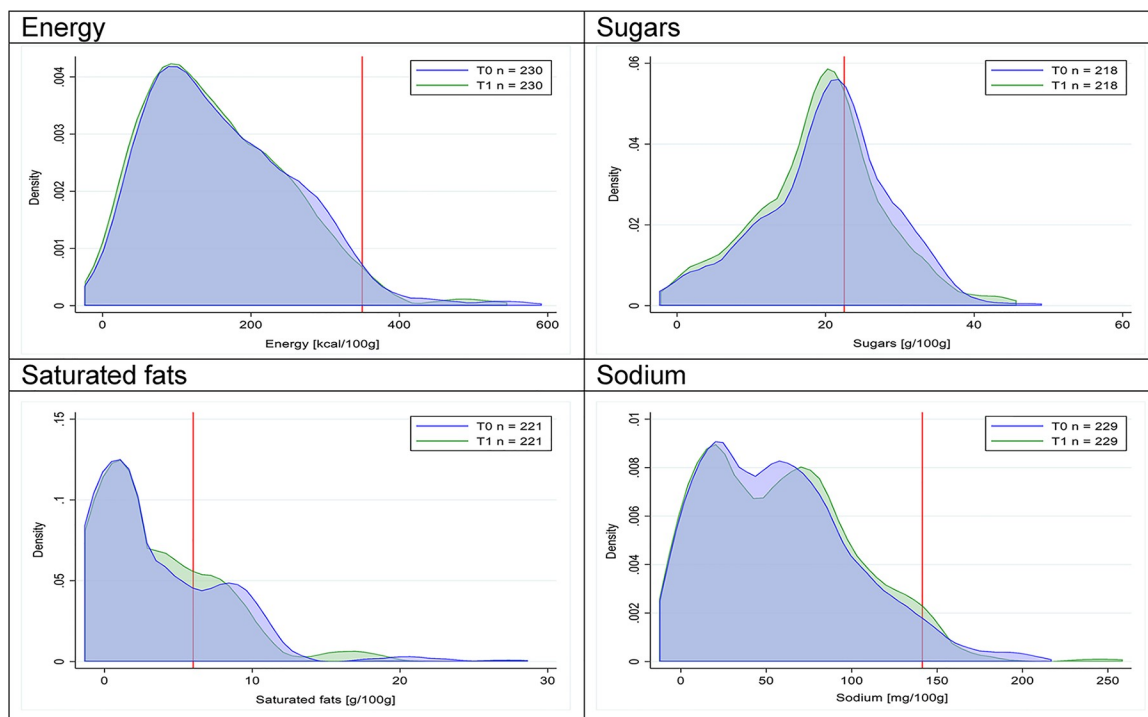 Energy
Sugars
.004
.003
.002
.001
0
Density
T0 n = 230
T1 n = 230
0
200
400
600
Energy [kcal/100g]
.06
.04
.02
0
Density
T0 n = 218
T1 n = 218
0
20
40
60
Sugars [g/100g]
Saturated fats
Sodium
.15
.1
.05
0
Density
T0 n = 221
T1 n = 221
0
10
20
30
Saturated fats [g/100g]
.01
.008
.006
.004
.002
0
Density
T0 n = 229
T1 n = 229
0
50
100
150
200
250
Sodium [mg/100g]